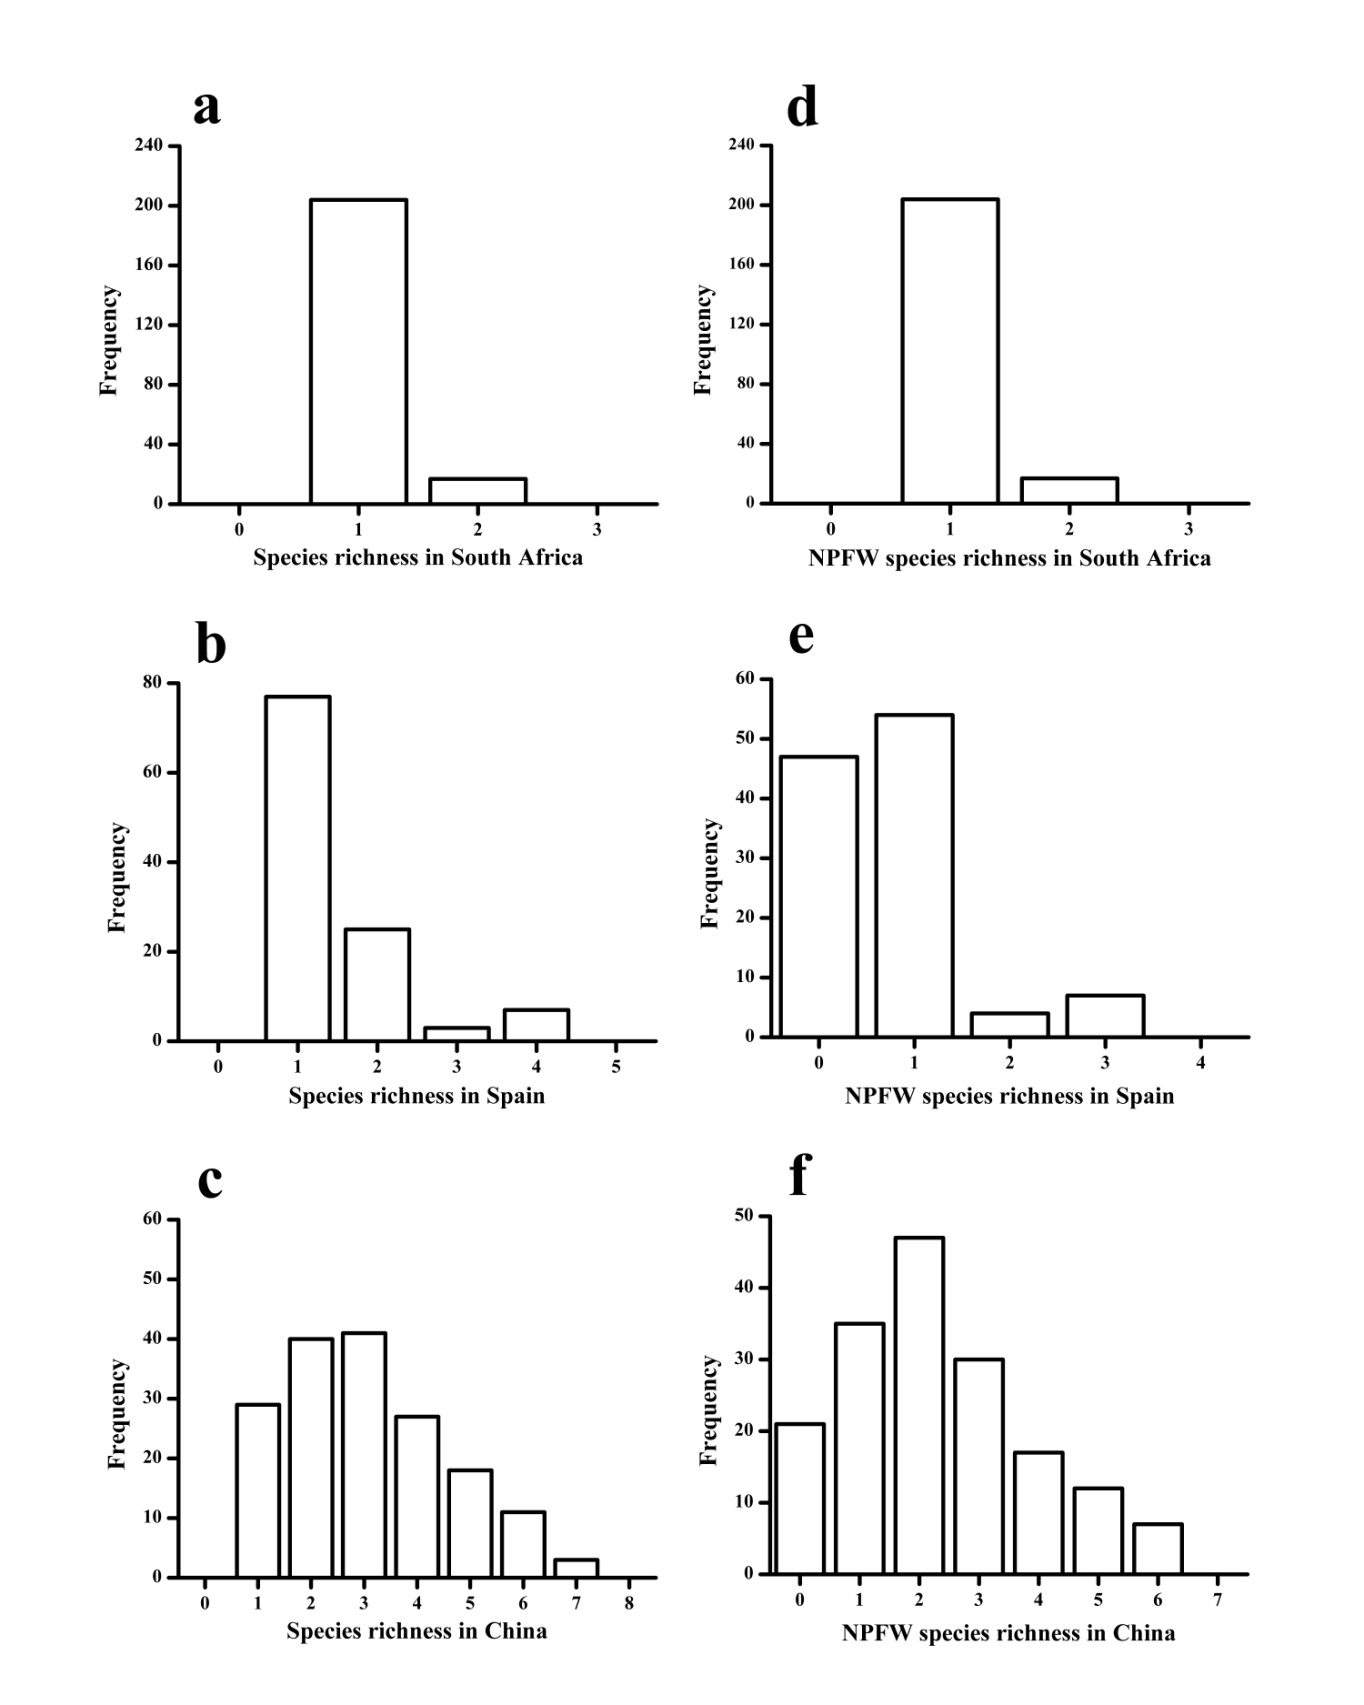 a
240
200
160
120
80
40
0
Frequency
0 1 2 3
Species richness in South Africa
d
240
200
160
120
80
40
0
Frequency
0 1 2 3
NPFW species richness in South Africa
b
80
60
40
20
0
Frequency
0 1 2 3 4 5
Species richness in Spain
e
60
50
40
30
20
10
0
Frequency
0 1 2 3 4
NPFW species richness in Spain
c
60
50
40
30
20
10
0
Frequency
0 1 2 3 4 5 6 7 8
Species richness in China
f
50
40
30
20
10
0
Frequency
0 1 2 3 4 5 6 7
NPFW species richness in China